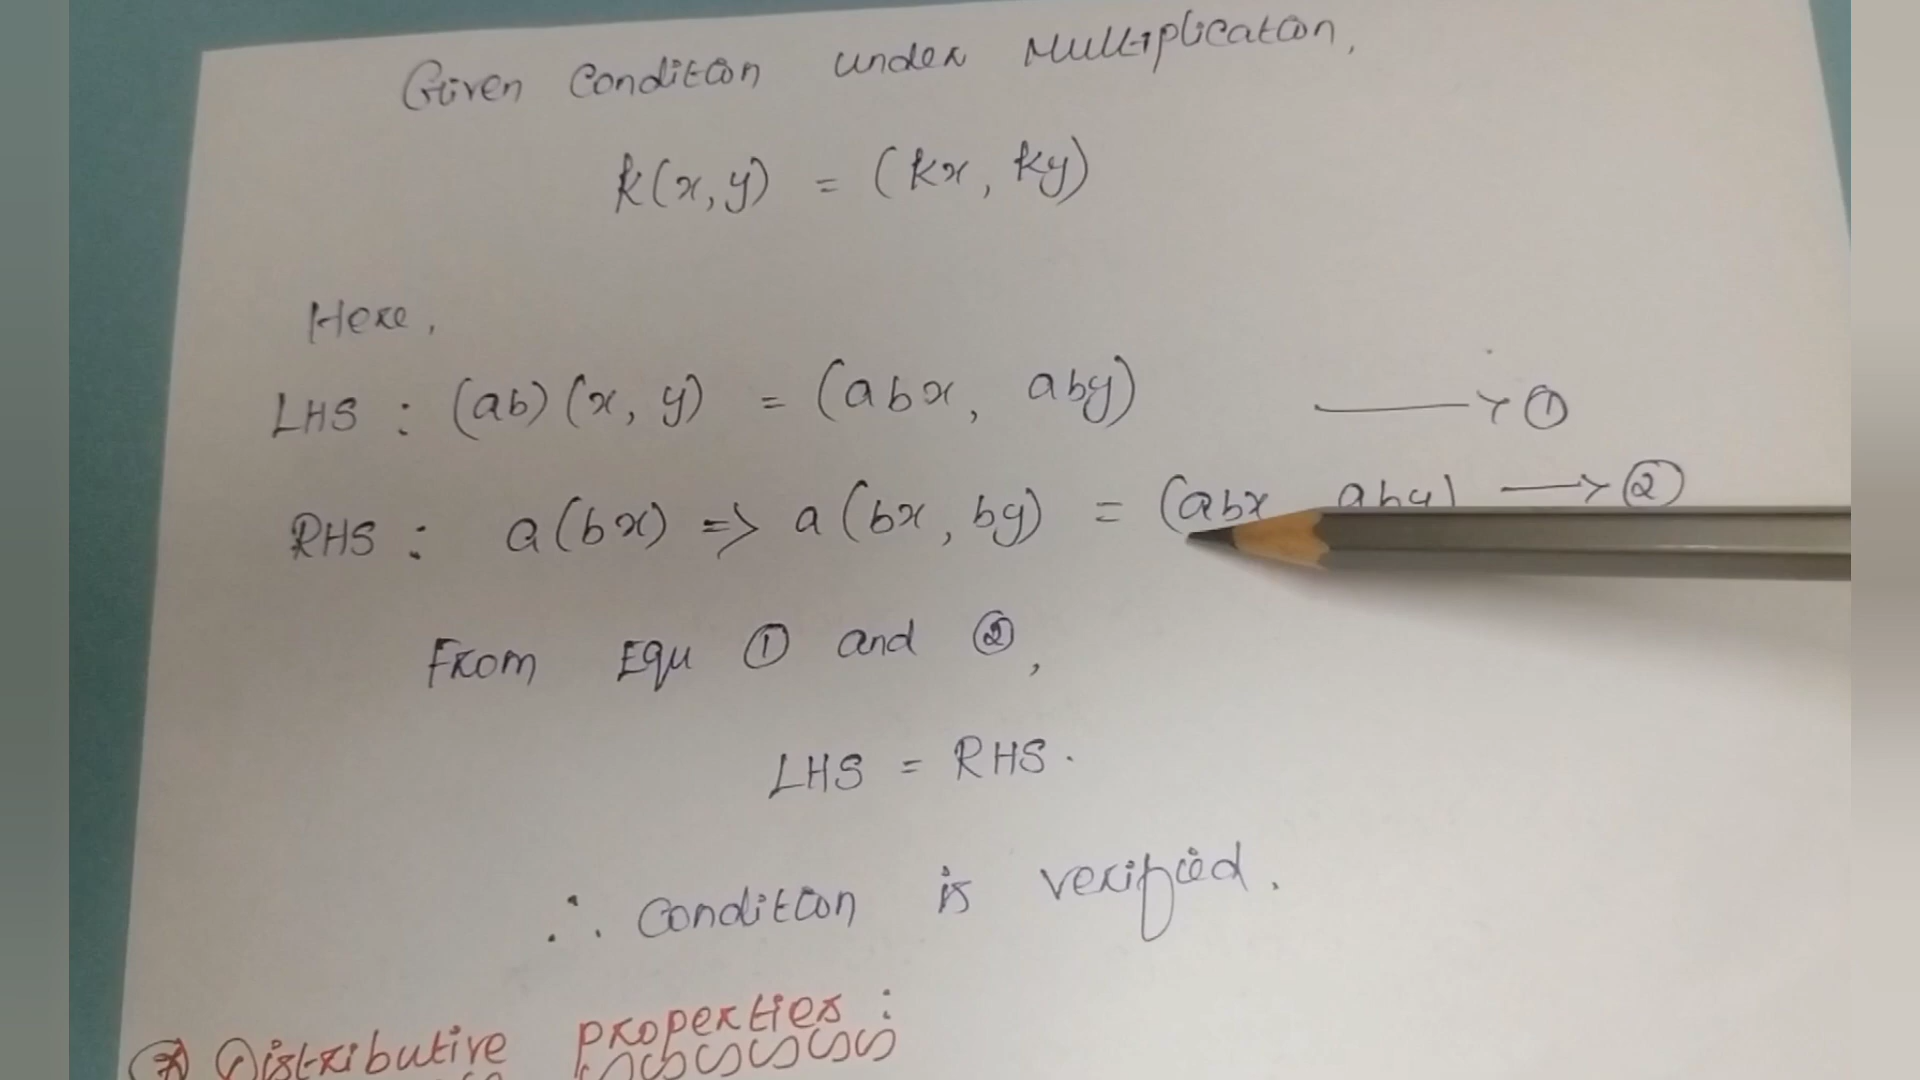 Given Condition under Multiplication,
k(x, y) = (kx, ky)
Here,
LHS : (ab)(x, y) = (abx, aby) → ①
RHS : a(bx) => a(bx, by) = (abx, aby) → ②
From Equ ① and ②,
LHS = RHS.
∴ Condition is verified.
Distributive properties :